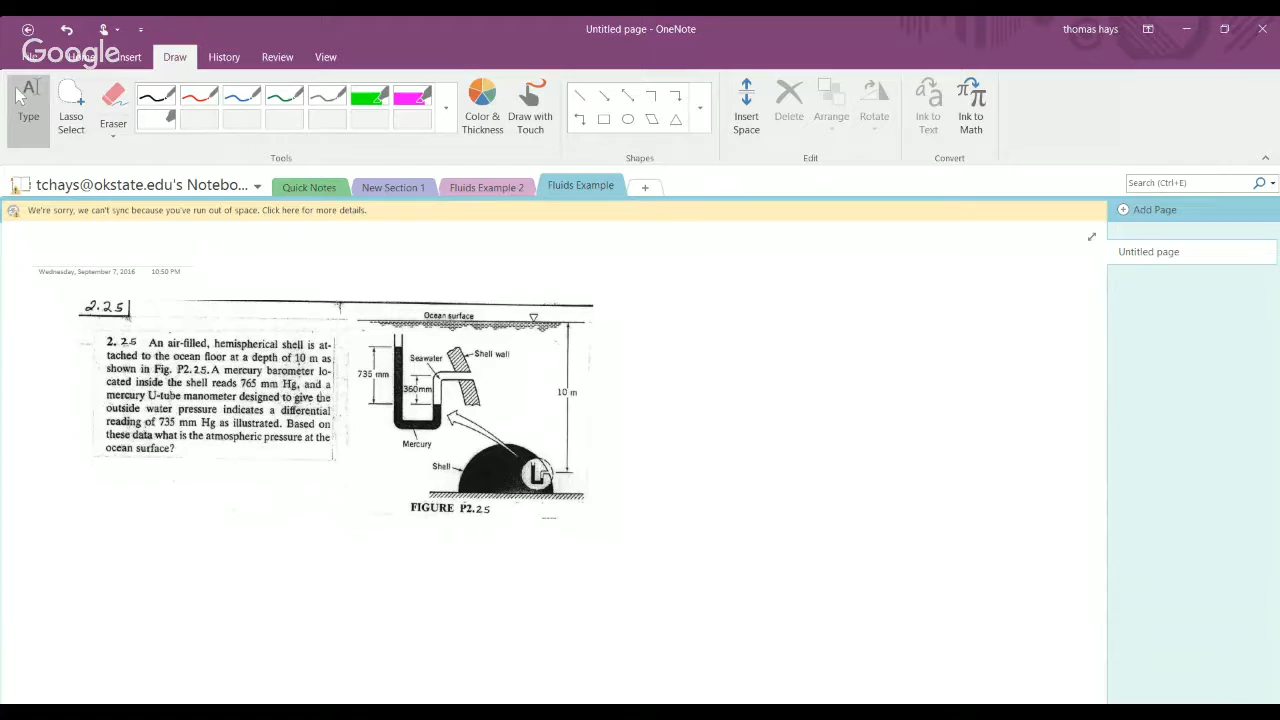 Untitled page - OneNote
thomas hays
Google
File Home Insert Draw History View
Type
Lasso Select
Eraser
Color & Thickness
Draw with Touch
Insert Space
Delete
Arrange
Rotate
Ink to Text
Ink to Math
Tools
Shapes
Edit
Convert
tchays@okstate.edu's Notebo...
Quick Notes
New Section 1
Fluids Example 2
Fluids Example
+
Search (Ctrl+E)
We're sorry, we can't sync because you've run out of space. Click here for more details.
Add Page
Untitled page
Wednesday, September 7, 2016 10:50 PM
2.25
2.25 An air-filled, hemispherical shell is at-
tached to the ocean floor at a depth of 10 m as
shown in Fig. P2.25. A mercury barometer lo-
cated inside the shell reads 765 mm Hg, and a
mercury U-tube manometer designed to give the
outside water pressure indicates a differential
reading of 735 mm Hg as illustrated. Based on
these data what is the atmospheric pressure at the
ocean surface?
Ocean surface
Seawater
Shell wall
735 mm
360mm
10 m
Mercury
Shell
FIGURE P2.25